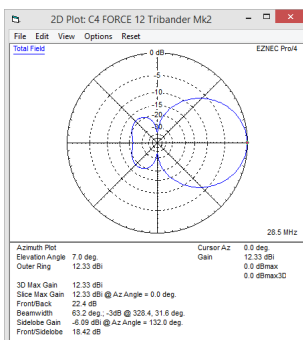 2D Plot: C4 FORCE 12 Tribander Mk2
File Edit View Options Reset
Total Field
EZNEC Pro/4
0 dB
-5
-10
-15
-20
-30
28.5 MHz
Azimuth Plot
Cursor Az 0.0 deg.
Elevation Angle 7.0 deg.
Gain 12.33 dBi
Outer Ring 12.33 dBi
0.0 dBmax
0.0 dBmax3D
3D Max Gain 12.33 dBi
Slice Max Gain 12.33 dBi @ Az Angle = 0.0 deg.
Front/Back 22.4 dB
Beamwidth 63.2 deg.; -3dB @ 328.4, 31.6 deg.
Sidelobe Gain -6.09 dBi @ Az Angle = 132.0 deg.
Front/Sidelobe 18.42 dB